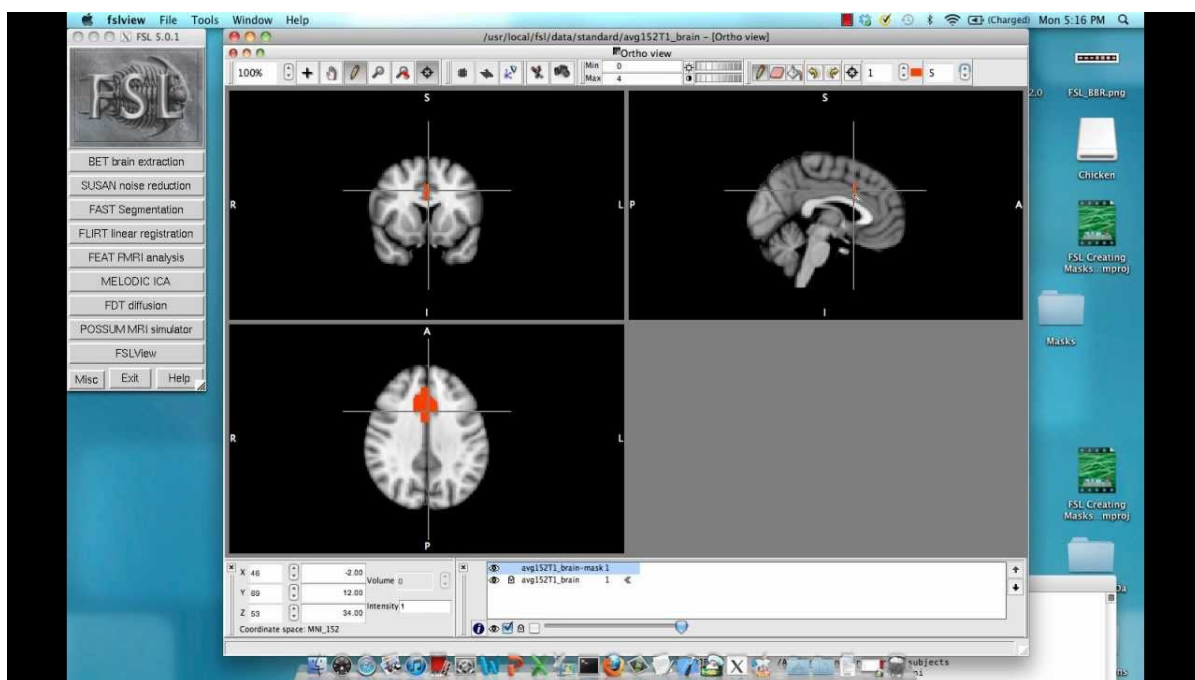 fslview File Tools Window Help
(Charged) Mon 5:16 PM
FSL 5.0.1
/usr/local/fsl/data/standard/avg152T1_brain - [Ortho view]
Ortho view
100%
Min 0
Max 4
1
5
FSL
BET brain extraction
SUSAN noise reduction
FAST Segmentation
FLIRT linear registration
FEAT FMRI analysis
MELODIC ICA
FDT diffusion
POSSUM MRI simulator
FSLView
Misc
Exit
Help
S
R
L
I
S
P
A
I
A
R
L
P
2.0
FSL_BBR.png
Chicken
FSL Creating
Masks...mproj
Masks
FSL Creating
Masks...mproj
X 46 -2.00
Y 69 12.00
Z 53 34.00
Volume 0
Intensity 1
Coordinate space: MNI_152
avg152T1_brain-mask 1
avg152T1_brain 1
subjects